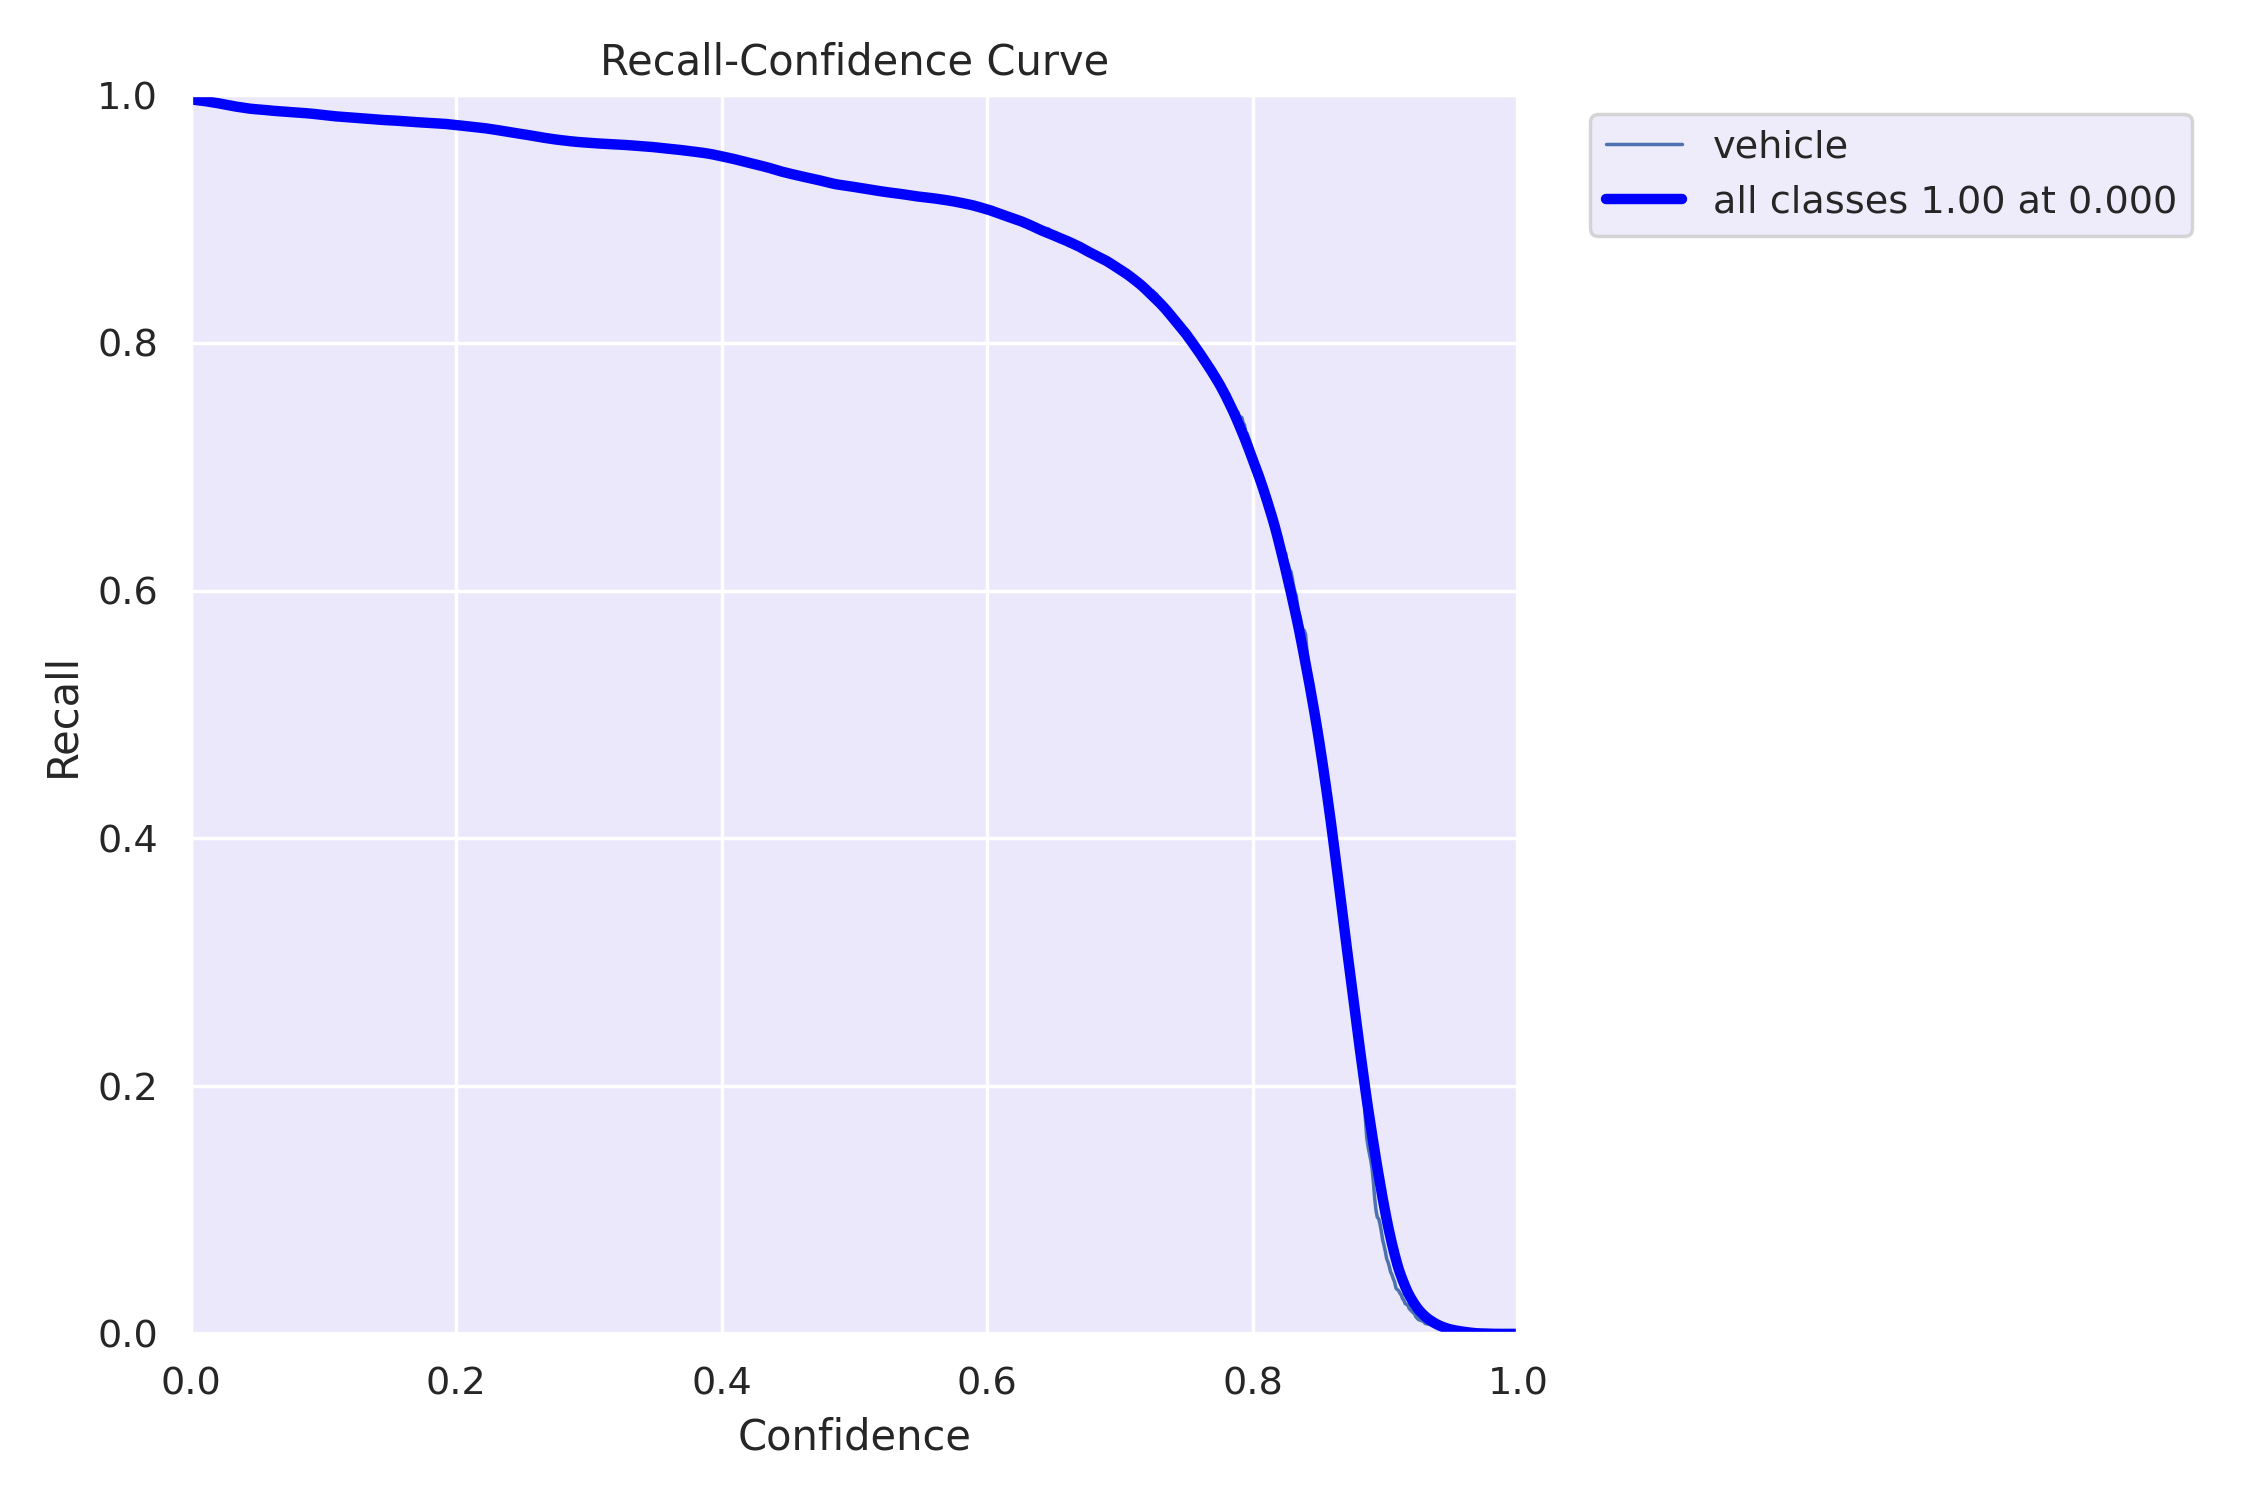 Recall-Confidence Curve
1.0
0.8
0.6
0.4
0.2
0.0
Recall
0.0 0.2 0.4 0.6 0.8 1.0
Confidence
vehicle
all classes 1.00 at 0.000